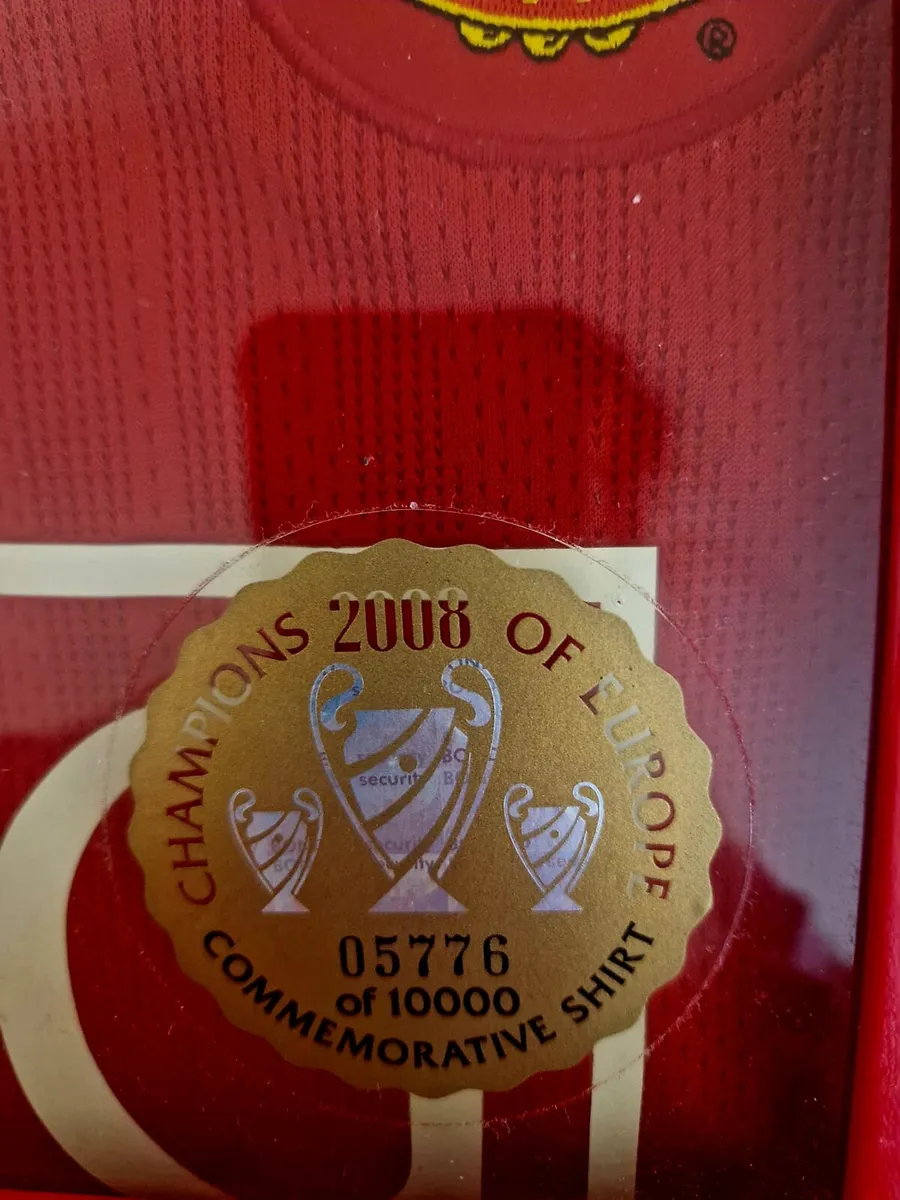 ®
CHAMPIONS 2008 OF EUROPE
security
05776
of 10000
COMMEMORATIVE SHIRT